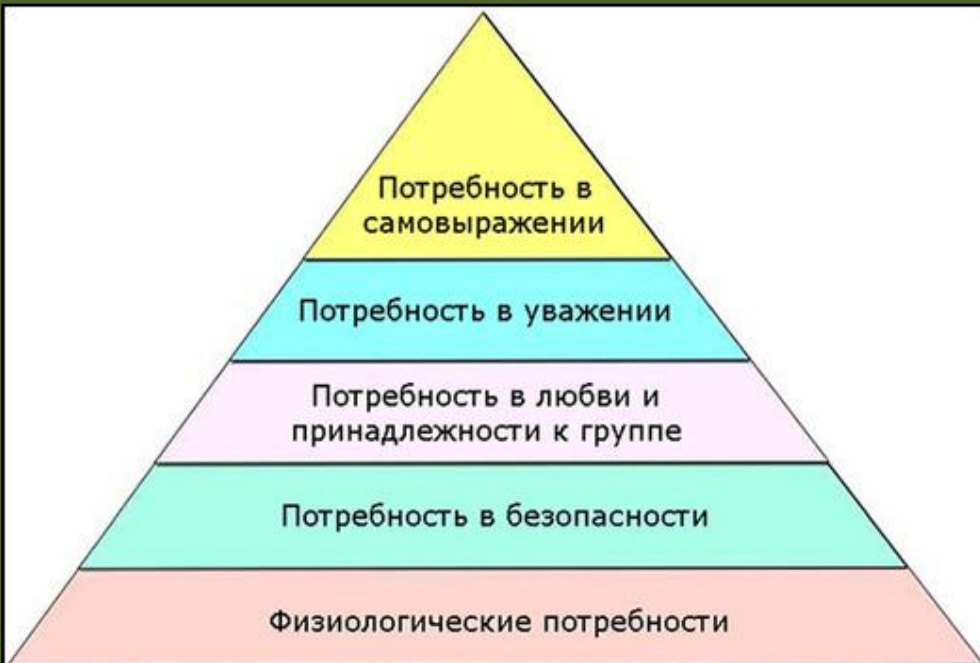 Потребность в
самовыражении
Потребность в уважении
Потребность в любви и
принадлежности к группе
Потребность в безопасности
Физиологические потребности